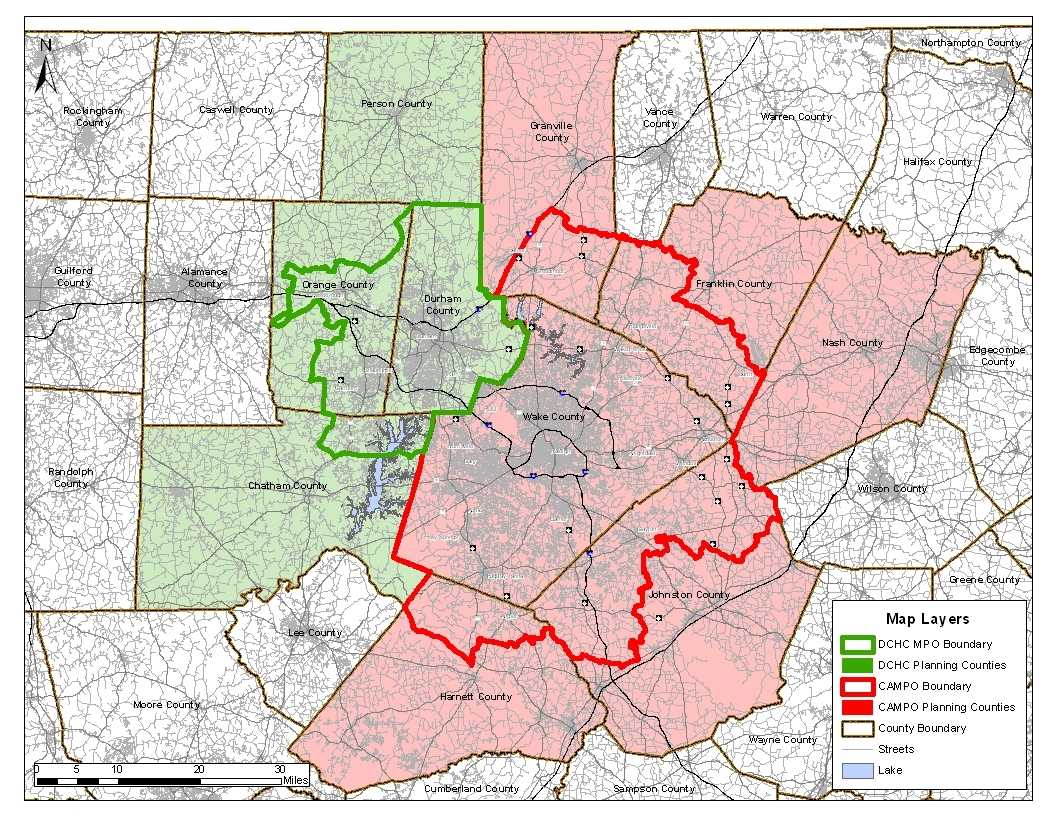 N
Northampton County
Rockingham
County
Caswell County
Person County
Granville
County
Vance
County
Warren County
Halifax County
Guilford
County
Alamance
County
Orange County
Durham
County
Franklin County
Nash County
Edgecombe
County
Wake County
Raleigh
Cary
Holly Springs
Randolph
County
Chatham County
Wilson County
Greene County
Johnston County
Lee County
Harnett County
Moore County
Wayne County
Cumberland County
Sampson County
0 5 10 20 30
Miles
Map Layers
DCHC MPO Boundary
DCHC Planning Counties
CAMPO Boundary
CAMPO Planning Counties
County Boundary
Streets
Lake